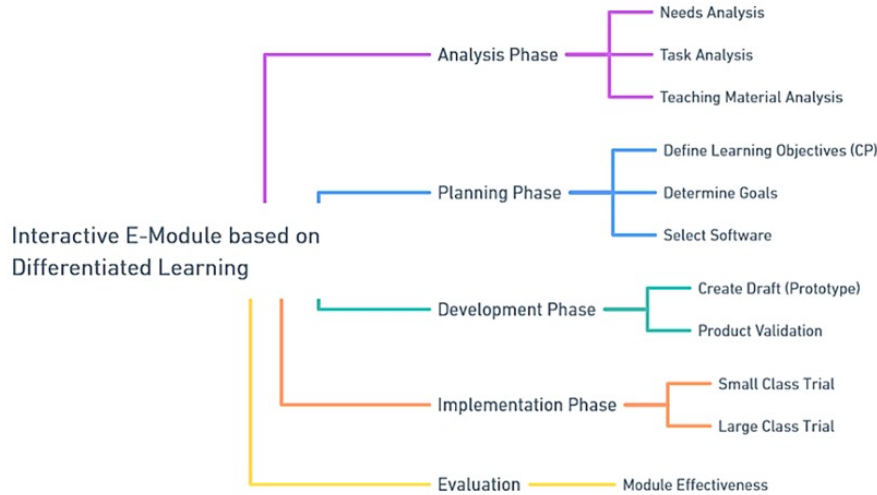 Interactive E-Module based on
Differentiated Learning
Analysis Phase
Needs Analysis
Task Analysis
Teaching Material Analysis
Planning Phase
Define Learning Objectives (CP)
Determine Goals
Select Software
Development Phase
Create Draft (Prototype)
Product Validation
Implementation Phase
Small Class Trial
Large Class Trial
Evaluation
Module Effectiveness